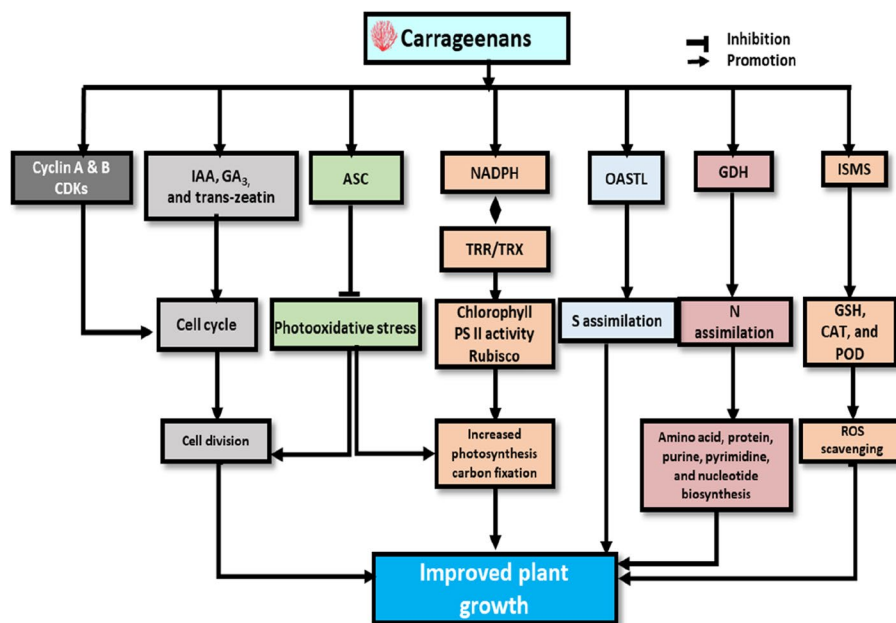 Carrageenans
Inhibition
Promotion
Cyclin A & B
CDKs
IAA, GA3,
and trans-zeatin
ASC
NADPH
OASTL
GDH
ISMS
TRR/TRX
Cell cycle
Photooxidative stress
Chlorophyll
PS II activity
Rubisco
S assimilation
N
assimilation
GSH,
CAT, and
POD
Cell division
Increased
photosynthesis
carbon fixation
Amino acid, protein,
purine, pyrimidine,
and nucleotide
biosynthesis
ROS
scavenging
Improved plant
growth